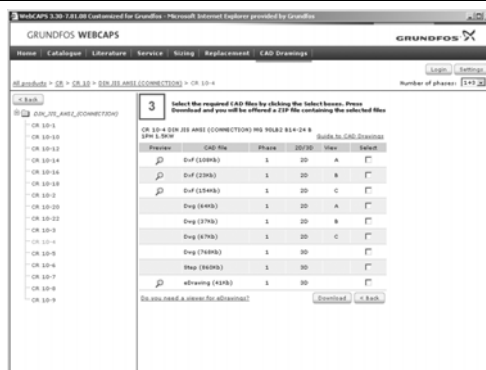 WebCAPS 3.30-7.01.00 Customized for Grundfos - Microsoft Internet Explorer provided by Grundfos
GRUNDFOS WEBCAPS
GRUNDFOS
Home Catalogue Literature Service Sizing Replacement CAD Drawings
Login Settings
All products > CR > CR 10 > DIN JIS ANSI (CONNECTION) > CR 10-4
Number of phases:
< Back
DIN_JIS_ANSI_(CONNECTION)
CR 10-1
CR 10-10
CR 10-12
CR 10-14
CR 10-16
CR 10-18
CR 10-2
CR 10-20
CR 10-22
CR 10-3
CR 10-4
CR 10-5
CR 10-6
CR 10-7
CR 10-8
CR 10-9
3
Select the required CAD files by clicking the Select boxes. Press
Download and you will be offered a ZIP file containing the selected files
CR 10-4 DIN JIS ANSI (CONNECTION) MG 90LB2 B14-24 B
1PH 1.5KW
Guide to CAD Drawings
Preview CAD file Phase 2D/3D View Select
Dxf (108Kb) 1 2D A
Dxf (23Kb) 1 2D B
Dxf (154Kb) 1 2D C
Dwg (64Kb) 1 2D A
Dwg (37Kb) 1 2D B
Dwg (67Kb) 1 2D C
Dwg (760Kb) 1 3D
Step (860Kb) 1 3D
eDrawing (41Kb) 1 3D
Do you need a viewer for eDrawings?
Download < Back